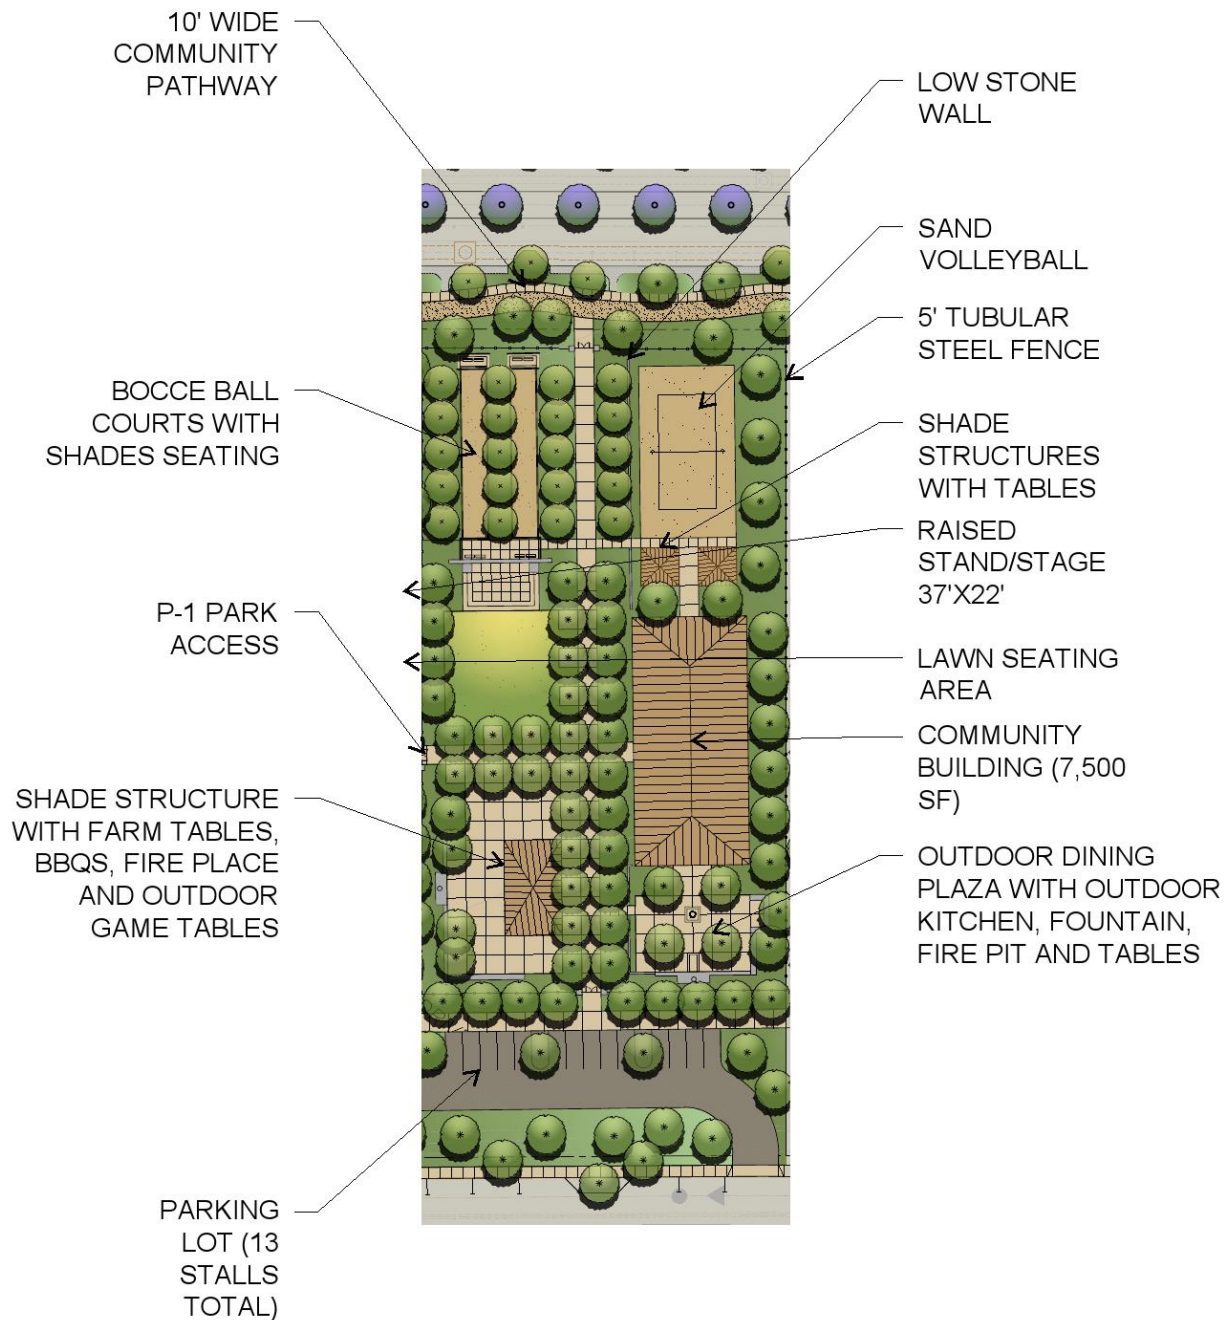 10' WIDE
COMMUNITY
PATHWAY
BOCCE BALL
COURTS WITH
SHADES SEATING
P-1 PARK
ACCESS
SHADE STRUCTURE
WITH FARM TABLES,
BBQS, FIRE PLACE
AND OUTDOOR
GAME TABLES
PARKING
LOT (13
STALLS
TOTAL)
LOW STONE
WALL
SAND
VOLLEYBALL
5' TUBULAR
STEEL FENCE
SHADE
STRUCTURES
WITH TABLES
RAISED
STAND/STAGE
37'X22'
LAWN SEATING
AREA
COMMUNITY
BUILDING (7,500
SF)
OUTDOOR DINING
PLAZA WITH OUTDOOR
KITCHEN, FOUNTAIN,
FIRE PIT AND TABLES